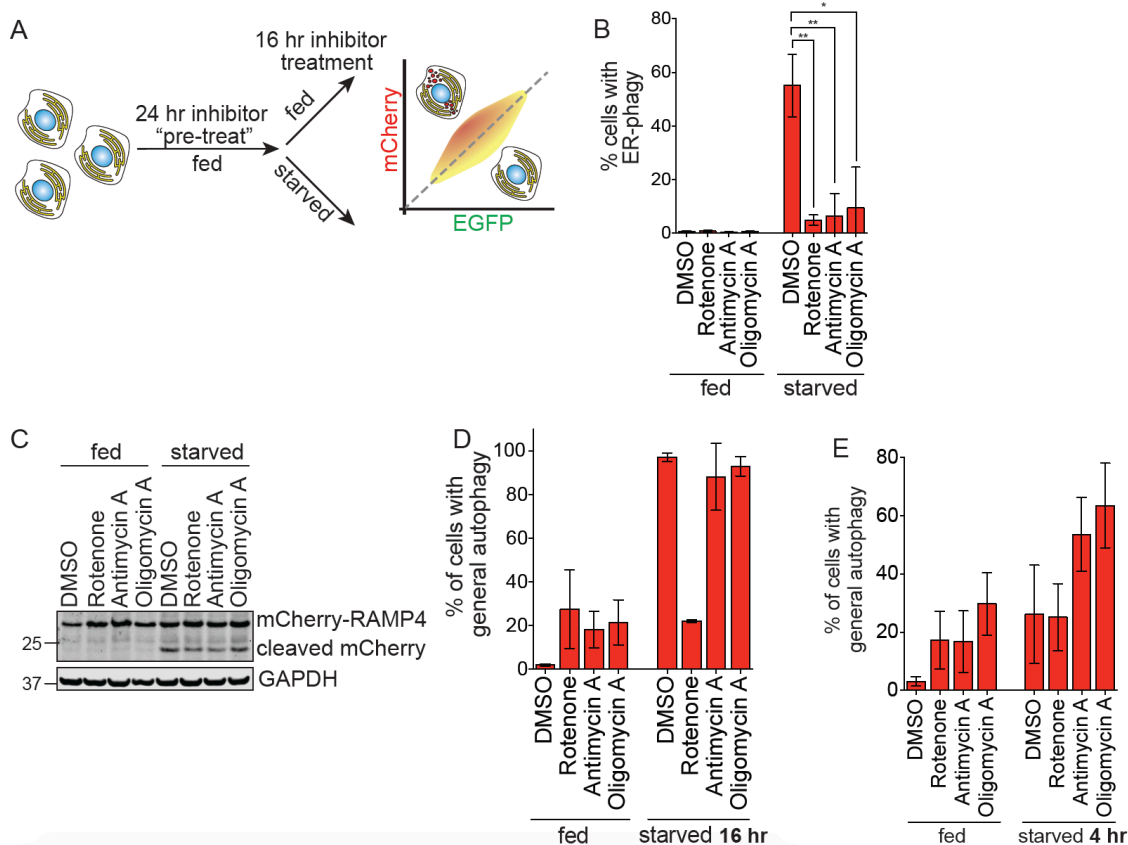 A
24 hr inhibitor
"pre-treat"
fed
16 hr inhibitor
treatment
fed
starved
mCherry
EGFP
B
% cells with
ER-phagy
80
60
40
20
0
*
**
**
DMSO
Rotenone
Antimycin A
Oligomycin A
DMSO
Rotenone
Antimycin A
Oligomycin A
fed
starved
C
fed
starved
DMSO
Rotenone
Antimycin A
Oligomycin A
DMSO
Rotenone
Antimycin A
Oligomycin A
mCherry-RAMP4
25
cleaved mCherry
37
GAPDH
D
% of cells with
general autophagy
100
80
60
40
20
0
DMSO
Rotenone
Antimycin A
Oligomycin A
DMSO
Rotenone
Antimycin A
Oligomycin A
fed
starved 16 hr
E
% of cells with
general autophagy
80
60
40
20
0
DMSO
Rotenone
Antimycin A
Oligomycin A
DMSO
Rotenone
Antimycin A
Oligomycin A
fed
starved 4 hr